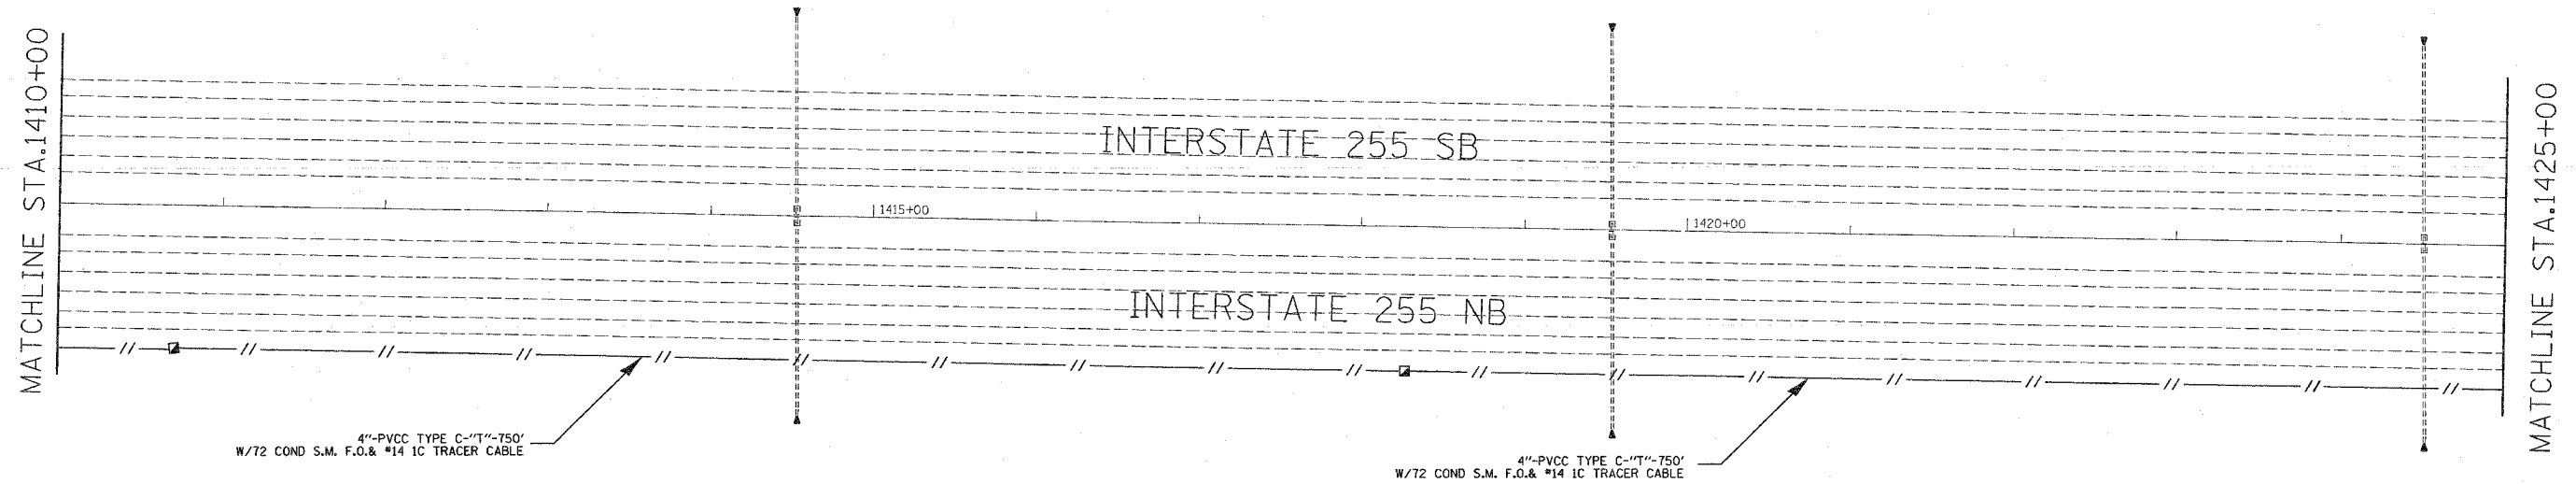 MATCHLINE STA.1410+00
INTERSTATE 255 SB
1415+00
1420+00
INTERSTATE 255 NB
4"-PVCC TYPE C-"T"-750'
W/72 COND S.M. F.O.& #14 1C TRACER CABLE
4"-PVCC TYPE C-"T"-750'
W/72 COND S.M. F.O.& #14 1C TRACER CABLE
MATCHLINE STA.1425+00